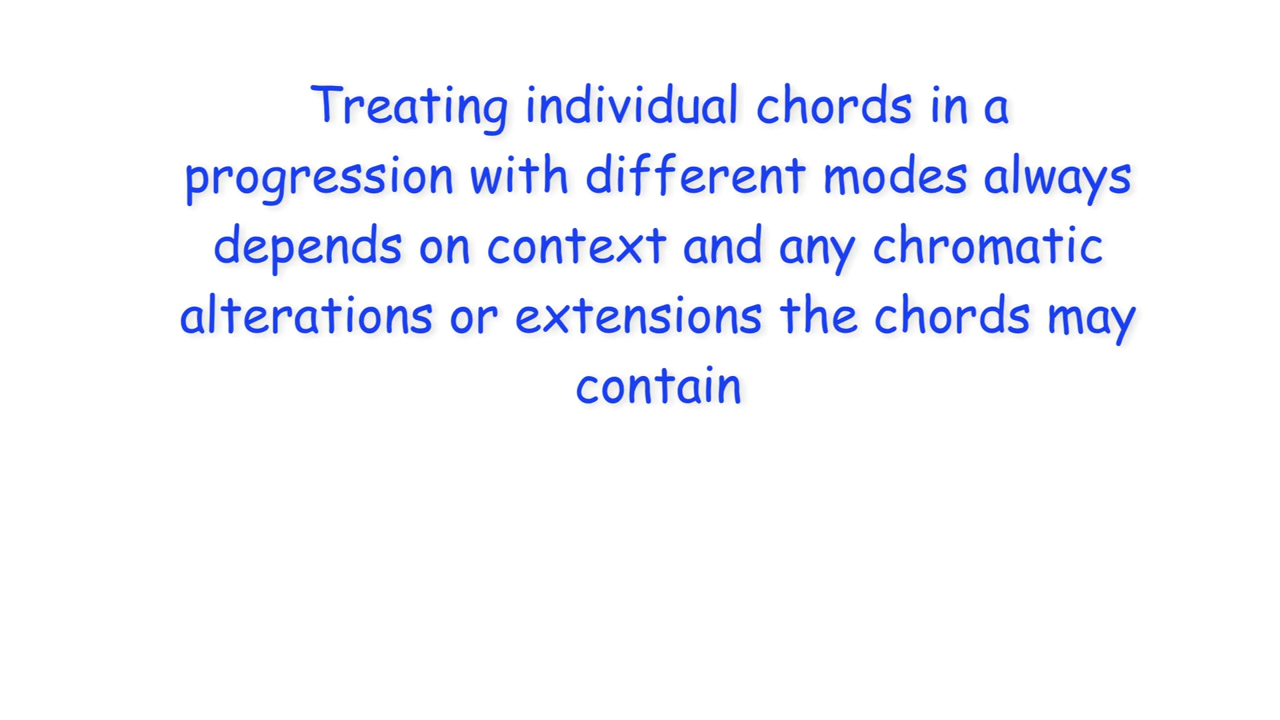 Treating individual chords in a
progression with different modes always
depends on context and any chromatic
alterations or extensions the chords may
contain